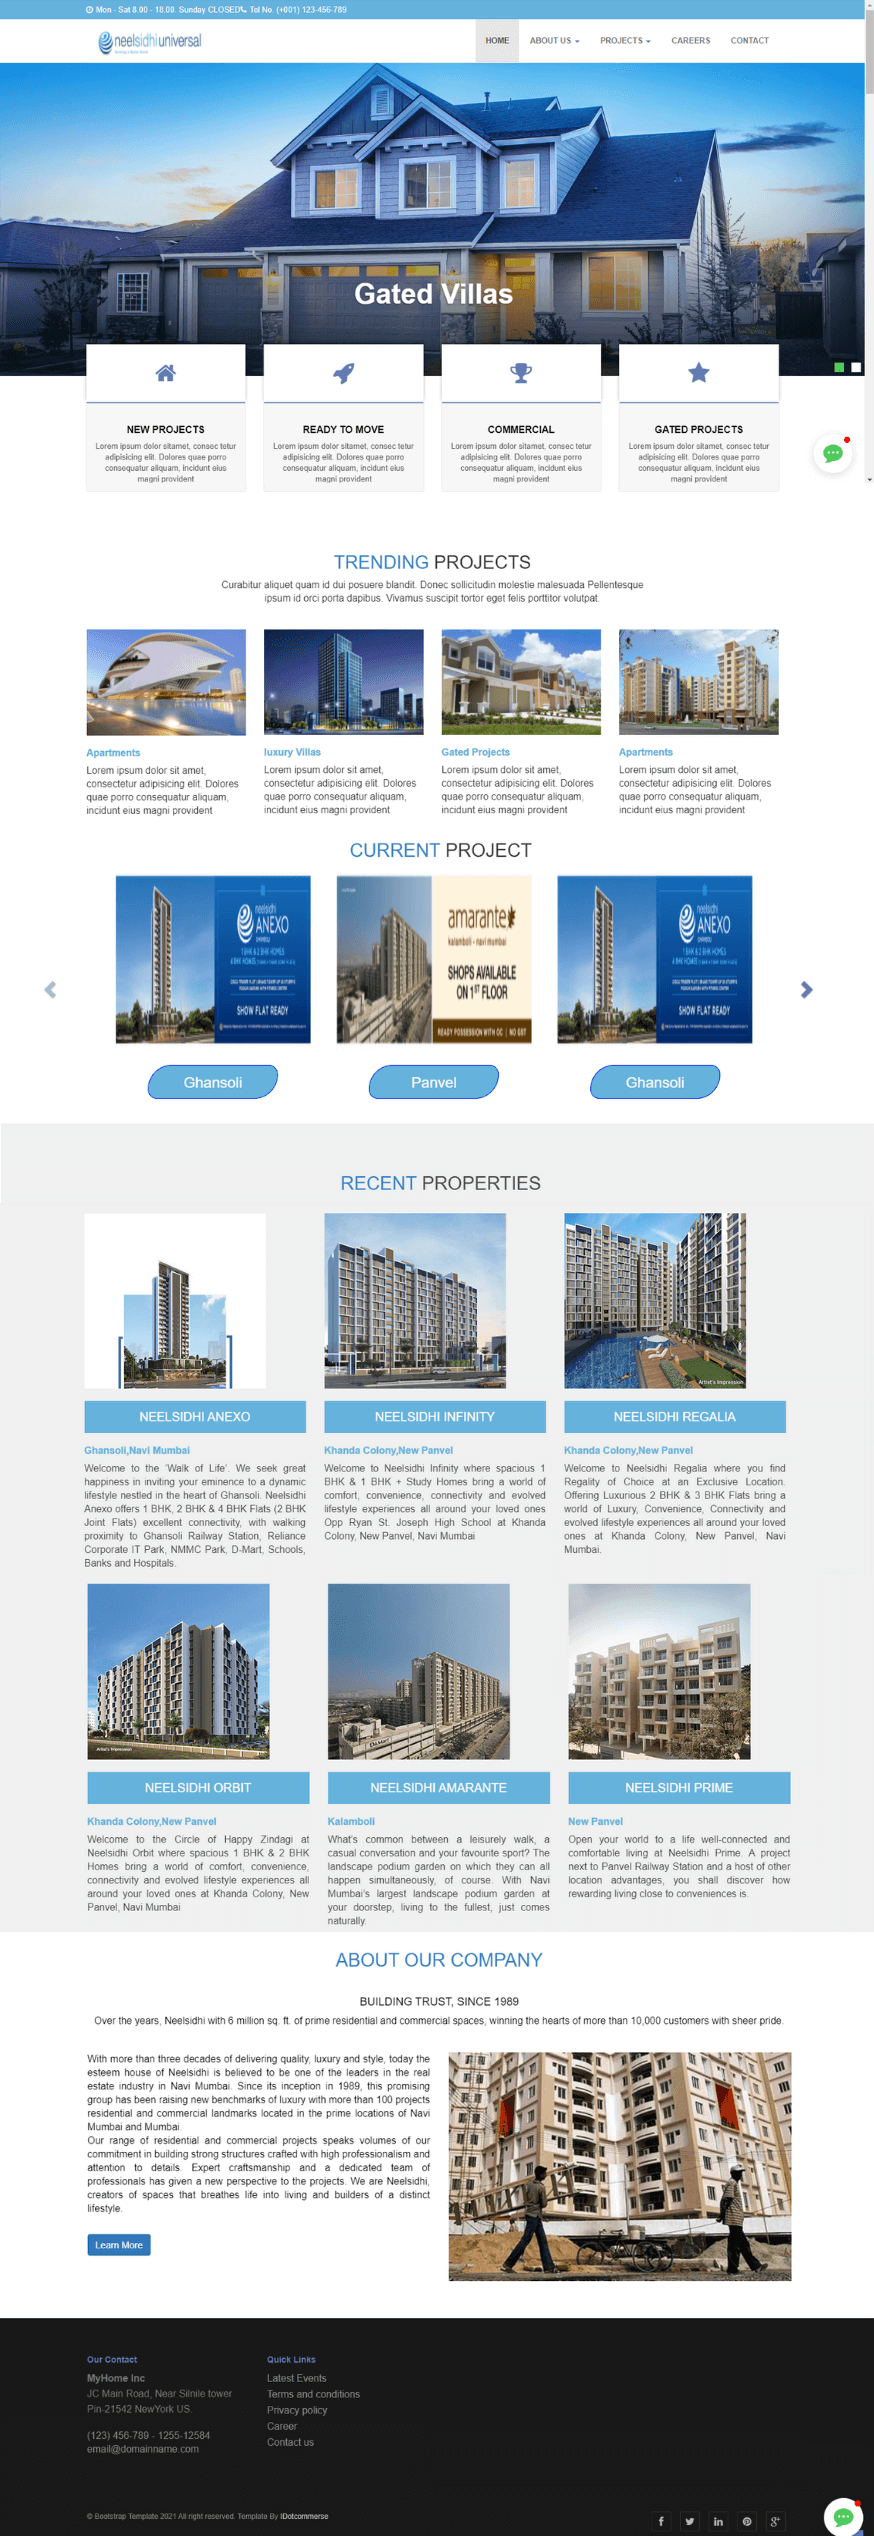 Mon - Sat 8.00 - 18.00. Sunday CLOSED Tel No. (+001) 123-456-789
neelsidhi universal
HOME ABOUT US PROJECTS CAREERS CONTACT
Gated Villas
NEW PROJECTS
Lorem ipsum dolor sitamet, consec tetur
adipisicing elit. Dolores quae porro
consequatur aliquam, incidunt eius
magni provident
READY TO MOVE
Lorem ipsum dolor sitamet, consec tetur
adipisicing elit. Dolores quae porro
consequatur aliquam, incidunt eius
magni provident
COMMERCIAL
Lorem ipsum dolor sitamet, consec tetur
adipisicing elit. Dolores quae porro
consequatur aliquam, incidunt eius
magni provident
GATED PROJECTS
Lorem ipsum dolor sitamet, consec tetur
adipisicing elit. Dolores quae porro
consequatur aliquam, incidunt eius
magni provident
TRENDING PROJECTS
Curabitur aliquet quam id dui posuere blandit. Donec sollicitudin molestie malesuada Pellentesque
ipsum id orci porta dapibus. Vivamus suscipit tortor eget felis porttitor volutpat.
Apartments
Lorem ipsum dolor sit amet,
consectetur adipisicing elit. Dolores
quae porro consequatur aliquam,
incidunt eius magni provident
luxury Villas
Lorem ipsum dolor sit amet,
consectetur adipisicing elit. Dolores
quae porro consequatur aliquam,
incidunt eius magni provident
Gated Projects
Lorem ipsum dolor sit amet,
consectetur adipisicing elit. Dolores
quae porro consequatur aliquam,
incidunt eius magni provident
Apartments
Lorem ipsum dolor sit amet,
consectetur adipisicing elit. Dolores
quae porro consequatur aliquam,
incidunt eius magni provident
CURRENT PROJECT
neelsidhi
ANEXO
GHANSOLI
1 BHK & 2 BHK HOMES
SHOW FLAT READY
amarante
kalamboli - navi mumbai
SHOPS AVAILABLE
ON 1ST FLOOR
READY POSSESSION WITH OC | NO GST
neelsidhi
ANEXO
GHANSOLI
1 BHK & 2 BHK HOMES
SHOW FLAT READY
Ghansoli
Panvel
Ghansoli
RECENT PROPERTIES
Artist's Impression
NEELSIDHI ANEXO
Ghansoli,Navi Mumbai
Welcome to the 'Walk of Life'. We seek great
happiness in inviting your eminence to a dynamic
lifestyle nestled in the heart of Ghansoli. Neelsidhi
Anexo offers 1 BHK, 2 BHK & 4 BHK Flats (2 BHK
Joint Flats) excellent connectivity, with walking
proximity to Ghansoli Railway Station, Reliance
Corporate IT Park, NMMC Park, D-Mart, Schools,
Banks and Hospitals.
NEELSIDHI INFINITY
Khanda Colony,New Panvel
Welcome to Neelsidhi Infinity where spacious 1
BHK & 1 BHK + Study Homes bring a world of
comfort, convenience, connectivity and evolved
lifestyle experiences all around your loved ones
Opp Ryan St. Joseph High School at Khanda
Colony, New Panvel, Navi Mumbai
NEELSIDHI REGALIA
Khanda Colony,New Panvel
Welcome to Neelsidhi Regalia where you find
Regality of Choice at an Exclusive Location.
Offering Luxurious 2 BHK & 3 BHK Flats bring a
world of Luxury, Convenience, Connectivity and
evolved lifestyle experiences all around your loved
ones at Khanda Colony, New Panvel, Navi
Mumbai.
Artist's Impression
D Mart
NEELSIDHI ORBIT
Khanda Colony,New Panvel
Welcome to the Circle of Happy Zindagi at
Neelsidhi Orbit where spacious 1 BHK & 2 BHK
Homes bring a world of comfort, convenience,
connectivity and evolved lifestyle experiences all
around your loved ones at Khanda Colony, New
Panvel, Navi Mumbai
NEELSIDHI AMARANTE
Kalamboli
What's common between a leisurely walk, a
casual conversation and your favourite sport? The
landscape podium garden on which they can all
happen simultaneously, of course. With Navi
Mumbai's largest landscape podium garden at
your doorstep, living to the fullest, just comes
naturally.
NEELSIDHI PRIME
New Panvel
Open your world to a life well-connected and
comfortable living at Neelsidhi Prime. A project
next to Panvel Railway Station and a host of other
location advantages, you shall discover how
rewarding living close to conveniences is.
ABOUT OUR COMPANY
BUILDING TRUST, SINCE 1989
Over the years, Neelsidhi with 6 million sq. ft. of prime residential and commercial spaces, winning the hearts of more than 10,000 customers with sheer pride.
With more than three decades of delivering quality, luxury and style, today the
esteem house of Neelsidhi is believed to be one of the leaders in the real
estate industry in Navi Mumbai. Since its inception in 1989, this promising
group has been raising new benchmarks of luxury with more than 100 projects
residential and commercial landmarks located in the prime locations of Navi
Mumbai and Mumbai.
Our range of residential and commercial projects speaks volumes of our
commitment in building strong structures crafted with high professionalism and
attention to details. Expert craftsmanship and a dedicated team of
professionals has given a new perspective to the projects. We are Neelsidhi,
creators of spaces that breathes life into living and builders of a distinct
lifestyle.
Learn More
Our Contact
MyHome Inc
JC Main Road, Near Silnile tower
Pin-21542 NewYork US.
(123) 456-789 - 1255-12584
email@domainname.com
Quick Links
Latest Events
Terms and conditions
Privacy policy
Career
Contact us
© Bootstrap Template 2021 All right reserved. Template By IDotcommerse